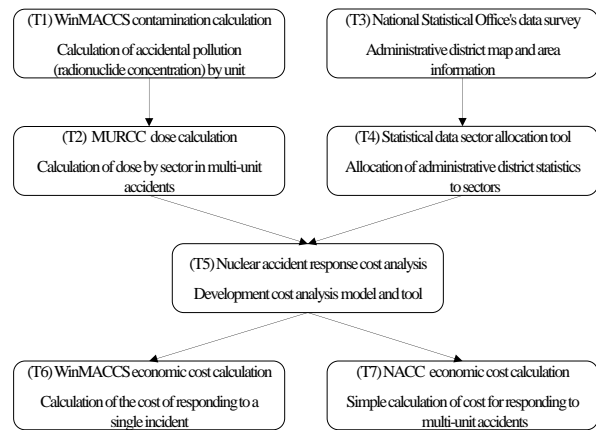 (T1) WinMACCS contamination calculation
Calculation of accidental pollution
(radionuclide concentration) by unit
(T3) National Statistical Office's data survey
Administrative district map and area
information
(T2) MURCC dose calculation
Calculation of dose by sector in multi-unit
accidents
(T4) Statistical data sector allocation tool
Allocation of administrative district statistics
to sectors
(T5) Nuclear accident response cost analysis
Development cost analysis model and tool
(T6) WinMACCS economic cost calculation
Calculation of the cost of responding to a
single incident
(T7) NACC economic cost calculation
Simple calculation of cost for responding to
multi-unit accidents